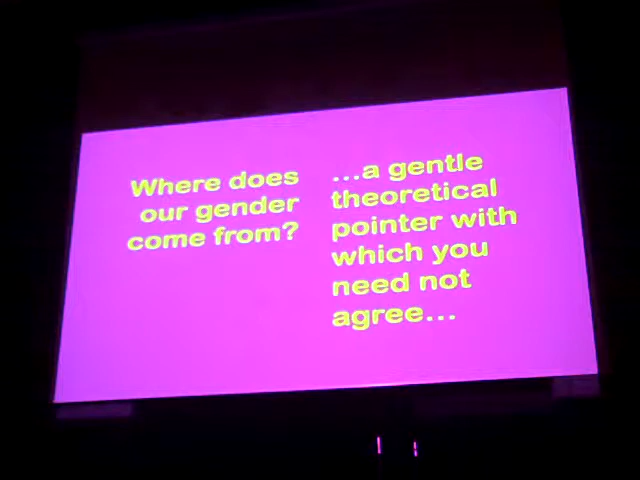 Where does
our gender
come from?
...a gentle
theoretical
pointer with
which you
need not
agree...